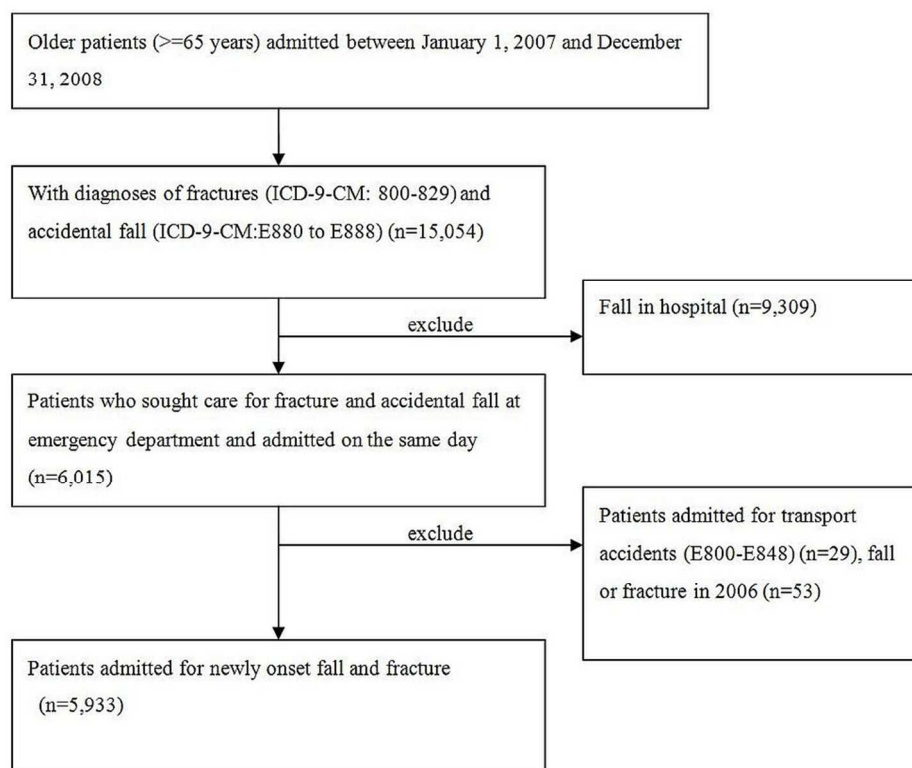 Older patients (>=65 years) admitted between January 1, 2007 and December
31, 2008
With diagnoses of fractures (ICD-9-CM: 800-829) and
accidental fall (ICD-9-CM:E880 to E888) (n=15,054)
exclude
Fall in hospital (n=9,309)
Patients who sought care for fracture and accidental fall at
emergency department and admitted on the same day
(n=6,015)
exclude
Patients admitted for transport
accidents (E800-E848) (n=29), fall
or fracture in 2006 (n=53)
Patients admitted for newly onset fall and fracture
(n=5,933)